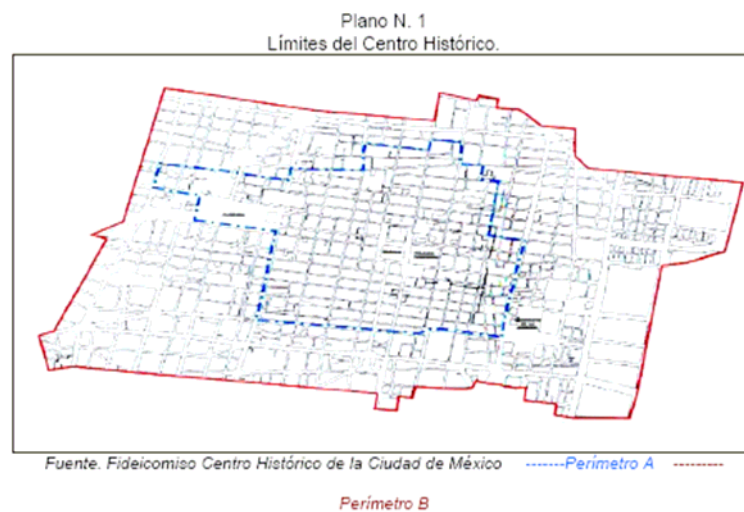 Plano N. 1
Límites del Centro Histórico.
Fuente. Fideicomiso Centro Histórico de la Ciudad de México --------Perímetro A ---------
Perímetro B